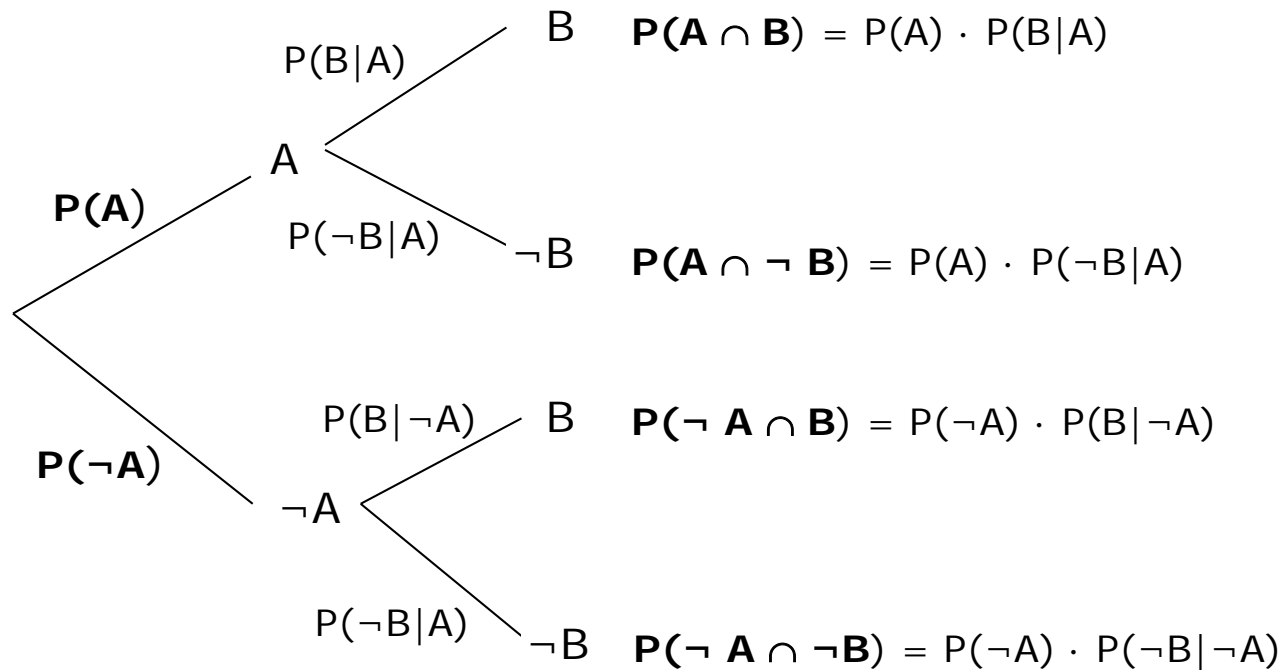 B P(A ∩ B) = P(A) · P(B|A)
P(B|A)
A
P(A)
P(¬B|A)
¬B P(A ∩ ¬ B) = P(A) · P(¬B|A)
P(B|¬A)
B P(¬ A ∩ B) = P(¬A) · P(B|¬A)
P(¬A)
¬A
P(¬B|A)
¬B P(¬ A ∩ ¬B) = P(¬A) · P(¬B|¬A)